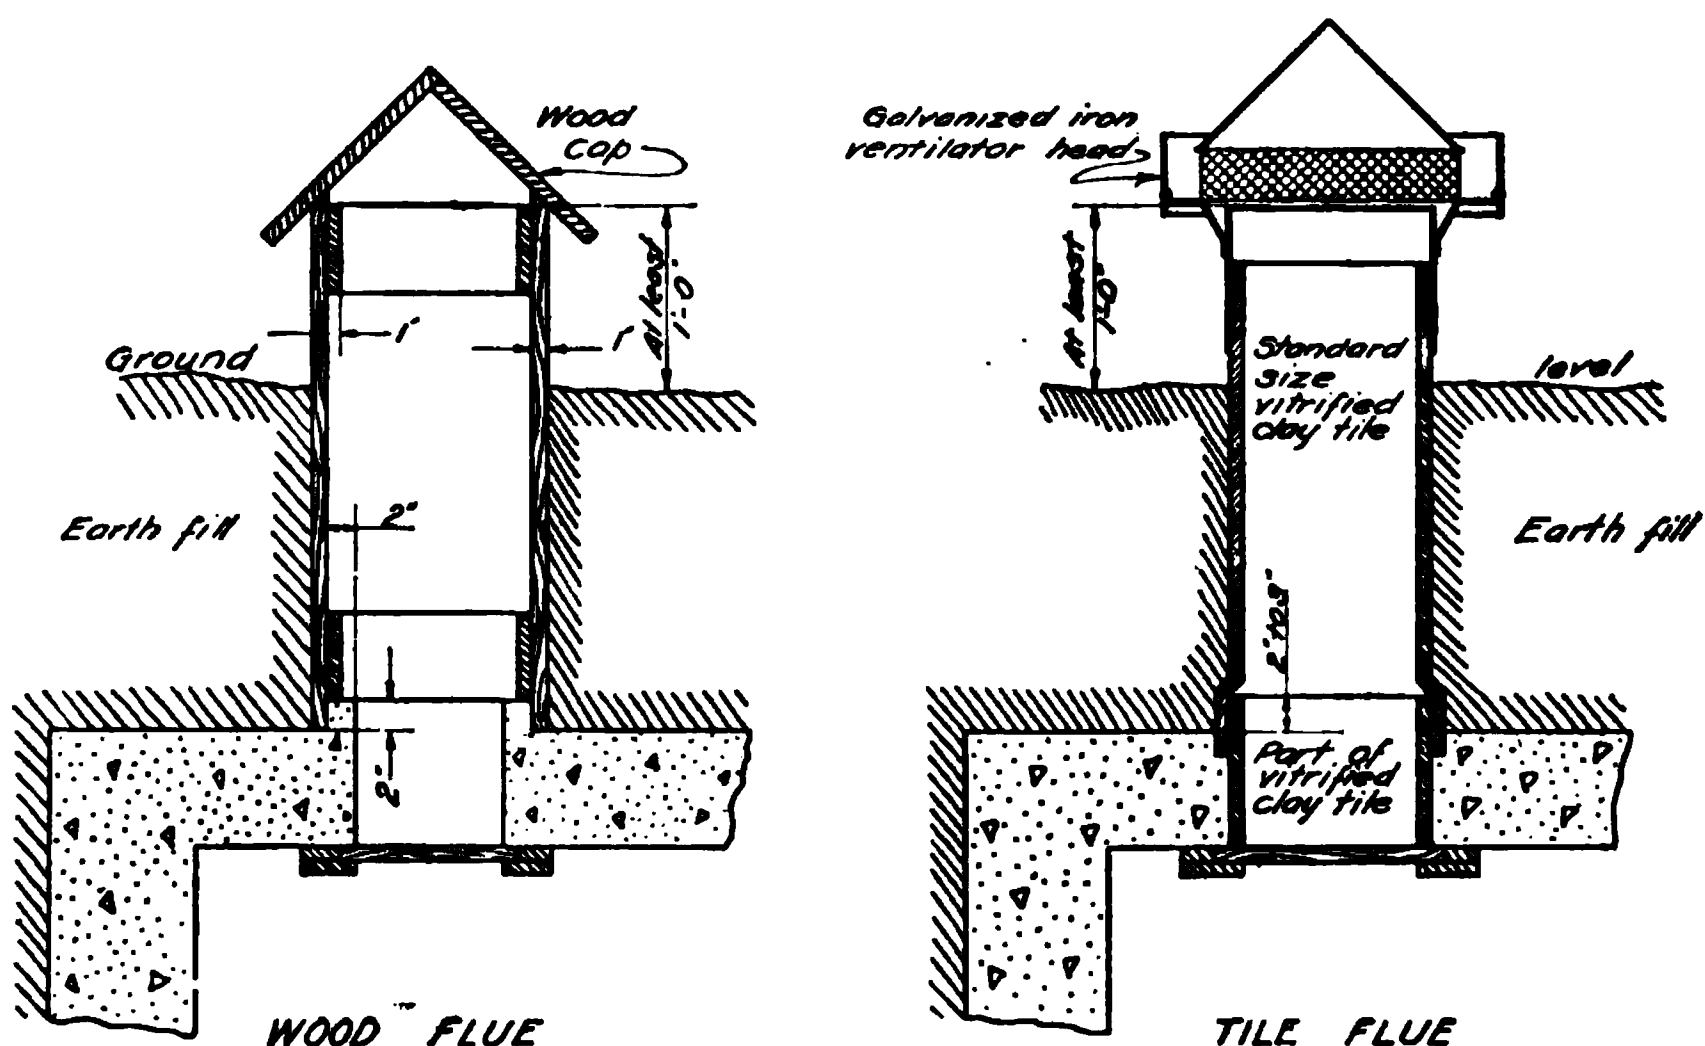 Wood
cap
At least
1'-0"
1"
1"
Ground
Earth fill
2"
2"
WOOD FLUE
Galvanized iron
ventilator head
At least
1'-0"
Standard
size
vitrified
clay tile
level
Earth fill
2" to 3"
Part of
vitrified
clay tile
TILE FLUE